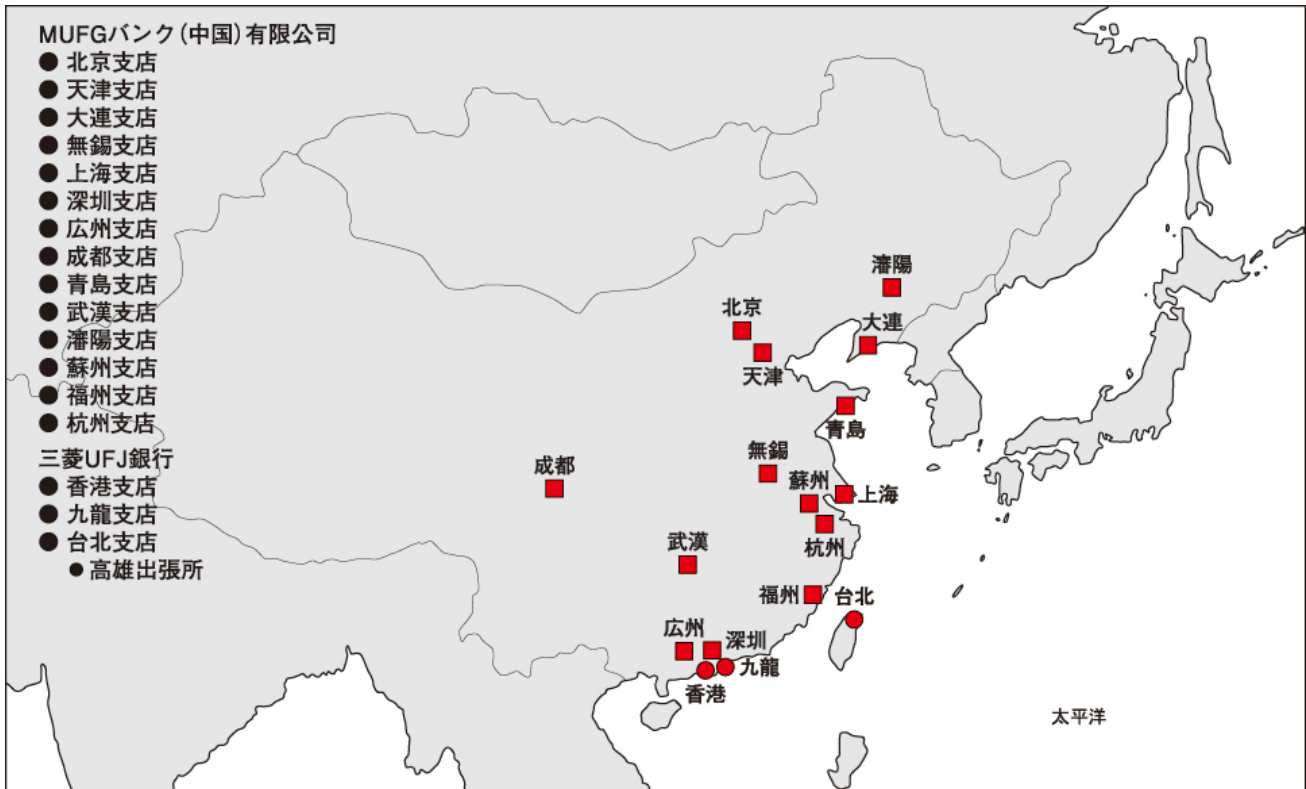 MUFGバンク(中国)有限公司
● 北京支店
● 天津支店
● 大連支店
● 無錫支店
● 上海支店
● 深圳支店
● 広州支店
● 成都支店
● 青島支店
● 武漢支店
● 瀋陽支店
● 蘇州支店
● 福州支店
● 杭州支店
三菱UFJ銀行
● 香港支店
● 九龍支店
● 台北支店
● 高雄出張所
瀋陽
北京
大連
天津
青島
無錫
成都
蘇州
上海
杭州
武漢
福州
台北
広州
深圳
九龍
香港
太平洋